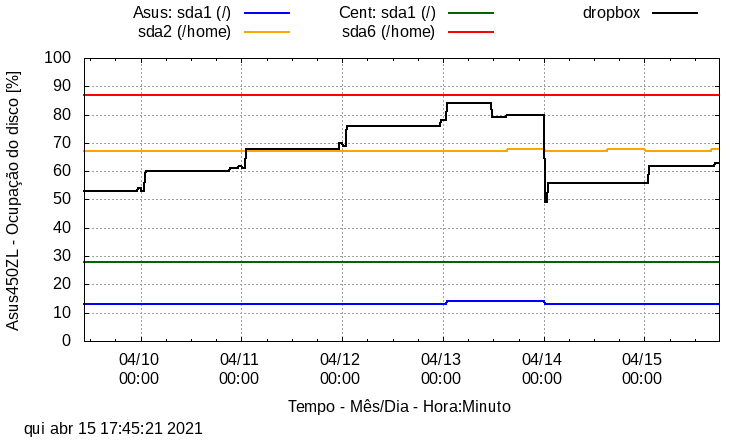 Asus: sda1 (/) Cent: sda1 (/) dropbox
sda2 (/home) sda6 (/home)
100
90
80
70
60
50
40
30
20
10
0
Asus450ZL - Ocupação do disco [%]
04/10 04/11 04/12 04/13 04/14 04/15
00:00 00:00 00:00 00:00 00:00 00:00
Tempo - Mês/Dia - Hora:Minuto
qui abr 15 17:45:21 2021